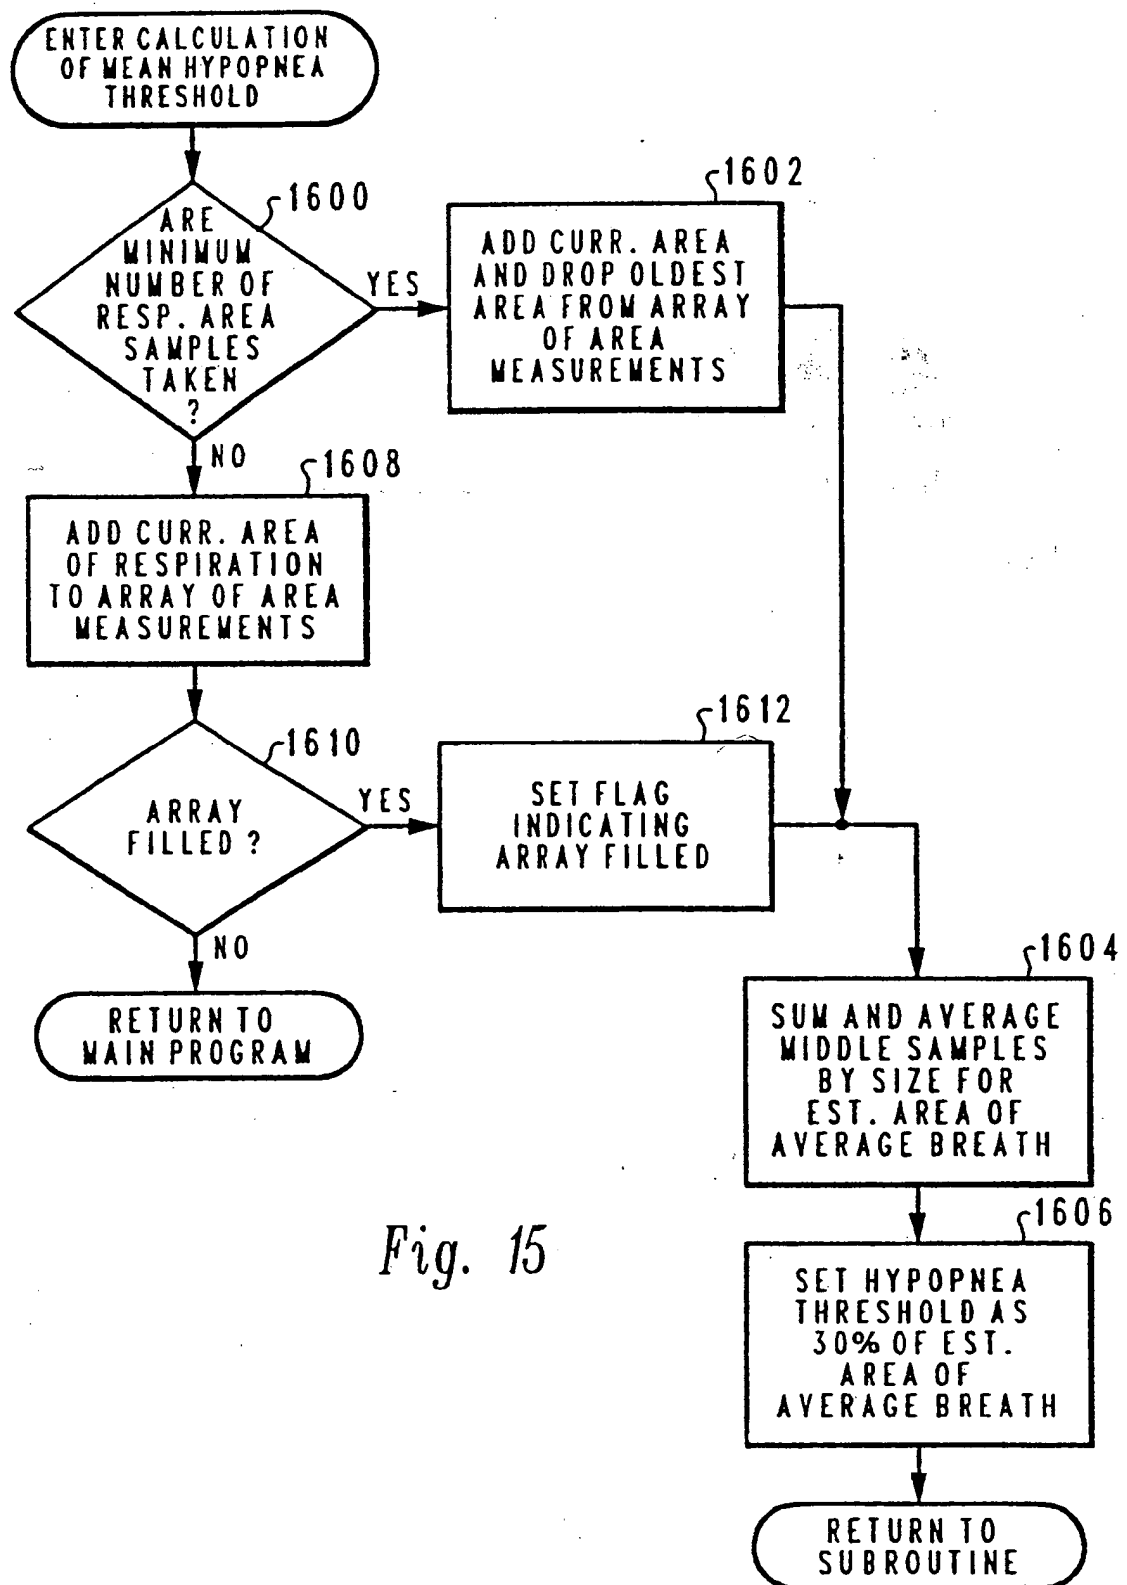 ENTER CALCULATION
OF MEAN HYPOPNEA
THRESHOLD
1600
ARE
MINIMUM
NUMBER OF
RESP. AREA
SAMPLES
TAKEN
?
YES
1602
ADD CURR. AREA
AND DROP OLDEST
AREA FROM ARRAY
OF AREA
MEASUREMENTS
NO
1608
ADD CURR. AREA
OF RESPIRATION
TO ARRAY OF AREA
MEASUREMENTS
1610
ARRAY
FILLED ?
YES
1612
SET FLAG
INDICATING
ARRAY FILLED
NO
RETURN TO
MAIN PROGRAM
1604
SUM AND AVERAGE
MIDDLE SAMPLES
BY SIZE FOR
EST. AREA OF
AVERAGE BREATH
1606
SET HYPOPNEA
THRESHOLD AS
30% OF EST.
AREA OF
AVERAGE BREATH
RETURN TO
SUBROUTINE
Fig. 15